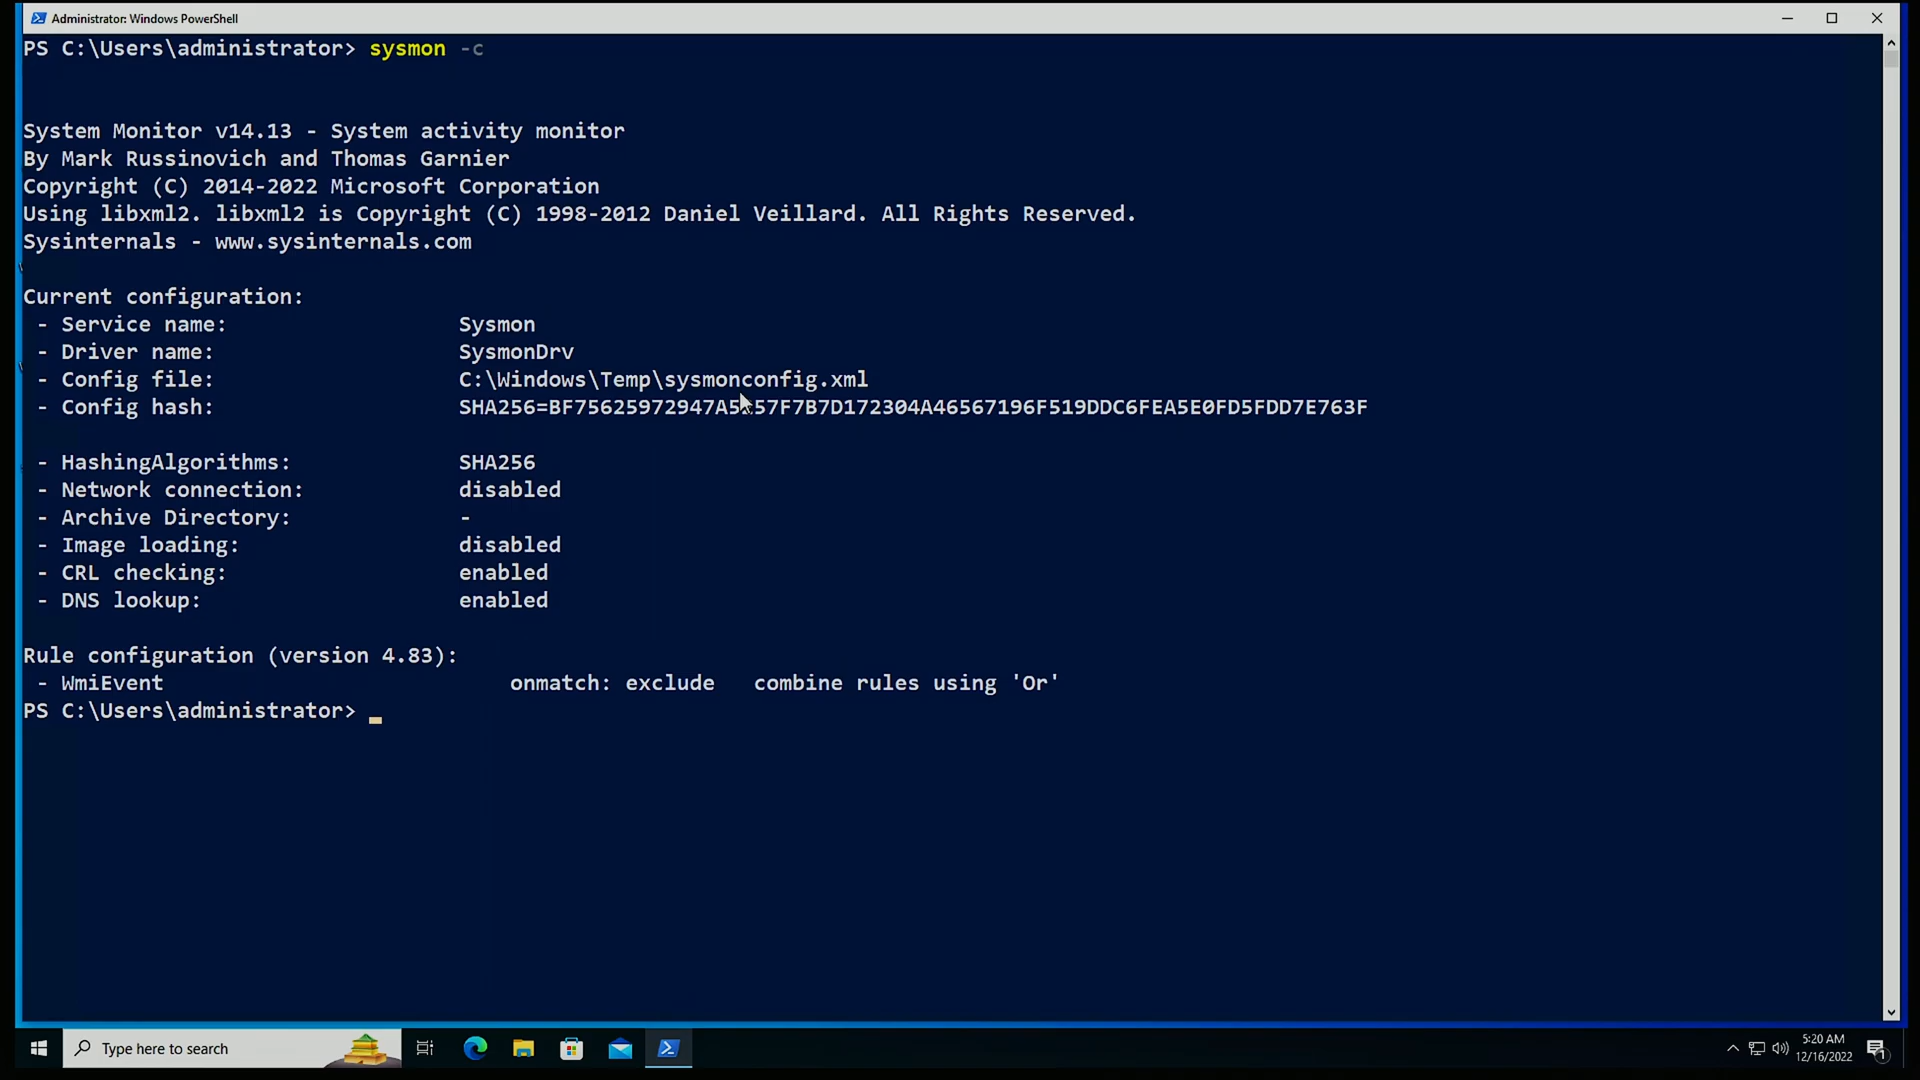 Administrator: Windows PowerShell
PS C:\Users\administrator> sysmon -c
System Monitor v14.13 - System activity monitor
By Mark Russinovich and Thomas Garnier
Copyright (C) 2014-2022 Microsoft Corporation
Using libxml2. libxml2 is Copyright (C) 1998-2012 Daniel Veillard. All Rights Reserved.
Sysinternals - www.sysinternals.com
Current configuration:
- Service name: Sysmon
- Driver name: SysmonDrv
- Config file: C:\Windows\Temp\sysmonconfig.xml
- Config hash:
- HashingAlgorithms: SHA256
- Network connection: disabled
- Archive Directory: -
- Image loading: disabled
- CRL checking: enabled
- DNS lookup: enabled
Rule configuration (version 4.83):
- WmiEvent onmatch: exclude combine rules using 'Or'
PS C:\Users\administrator>
Type here to search
5:20 AM
12/16/2022
1